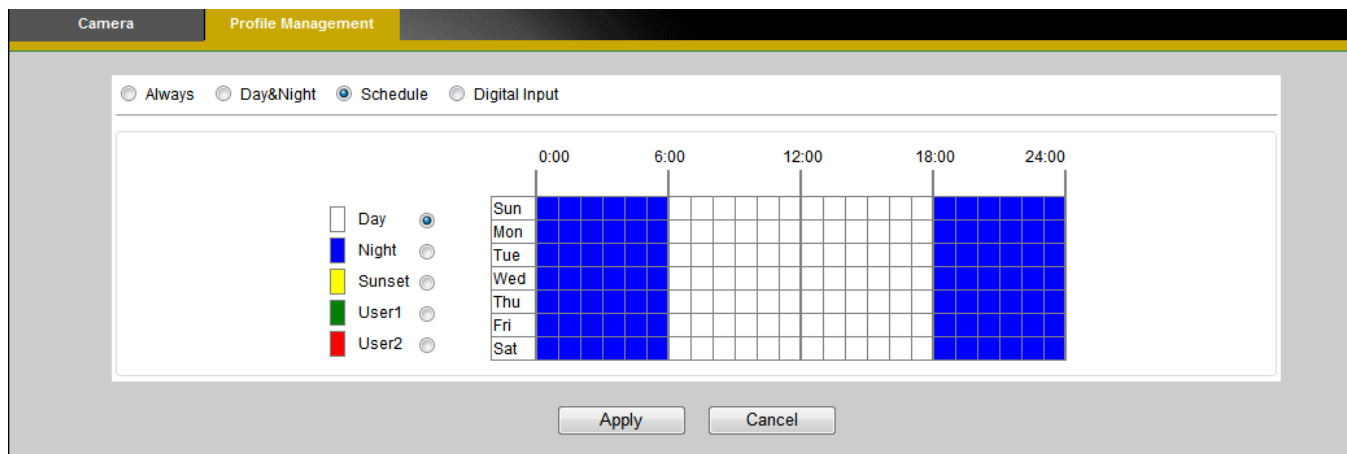 Camera Profile Management
Always Day&Night Schedule Digital Input
0:00 6:00 12:00 18:00 24:00
Day
Night
Sunset
User1
User2
Sun
Mon
Tue
Wed
Thu
Fri
Sat
Apply Cancel